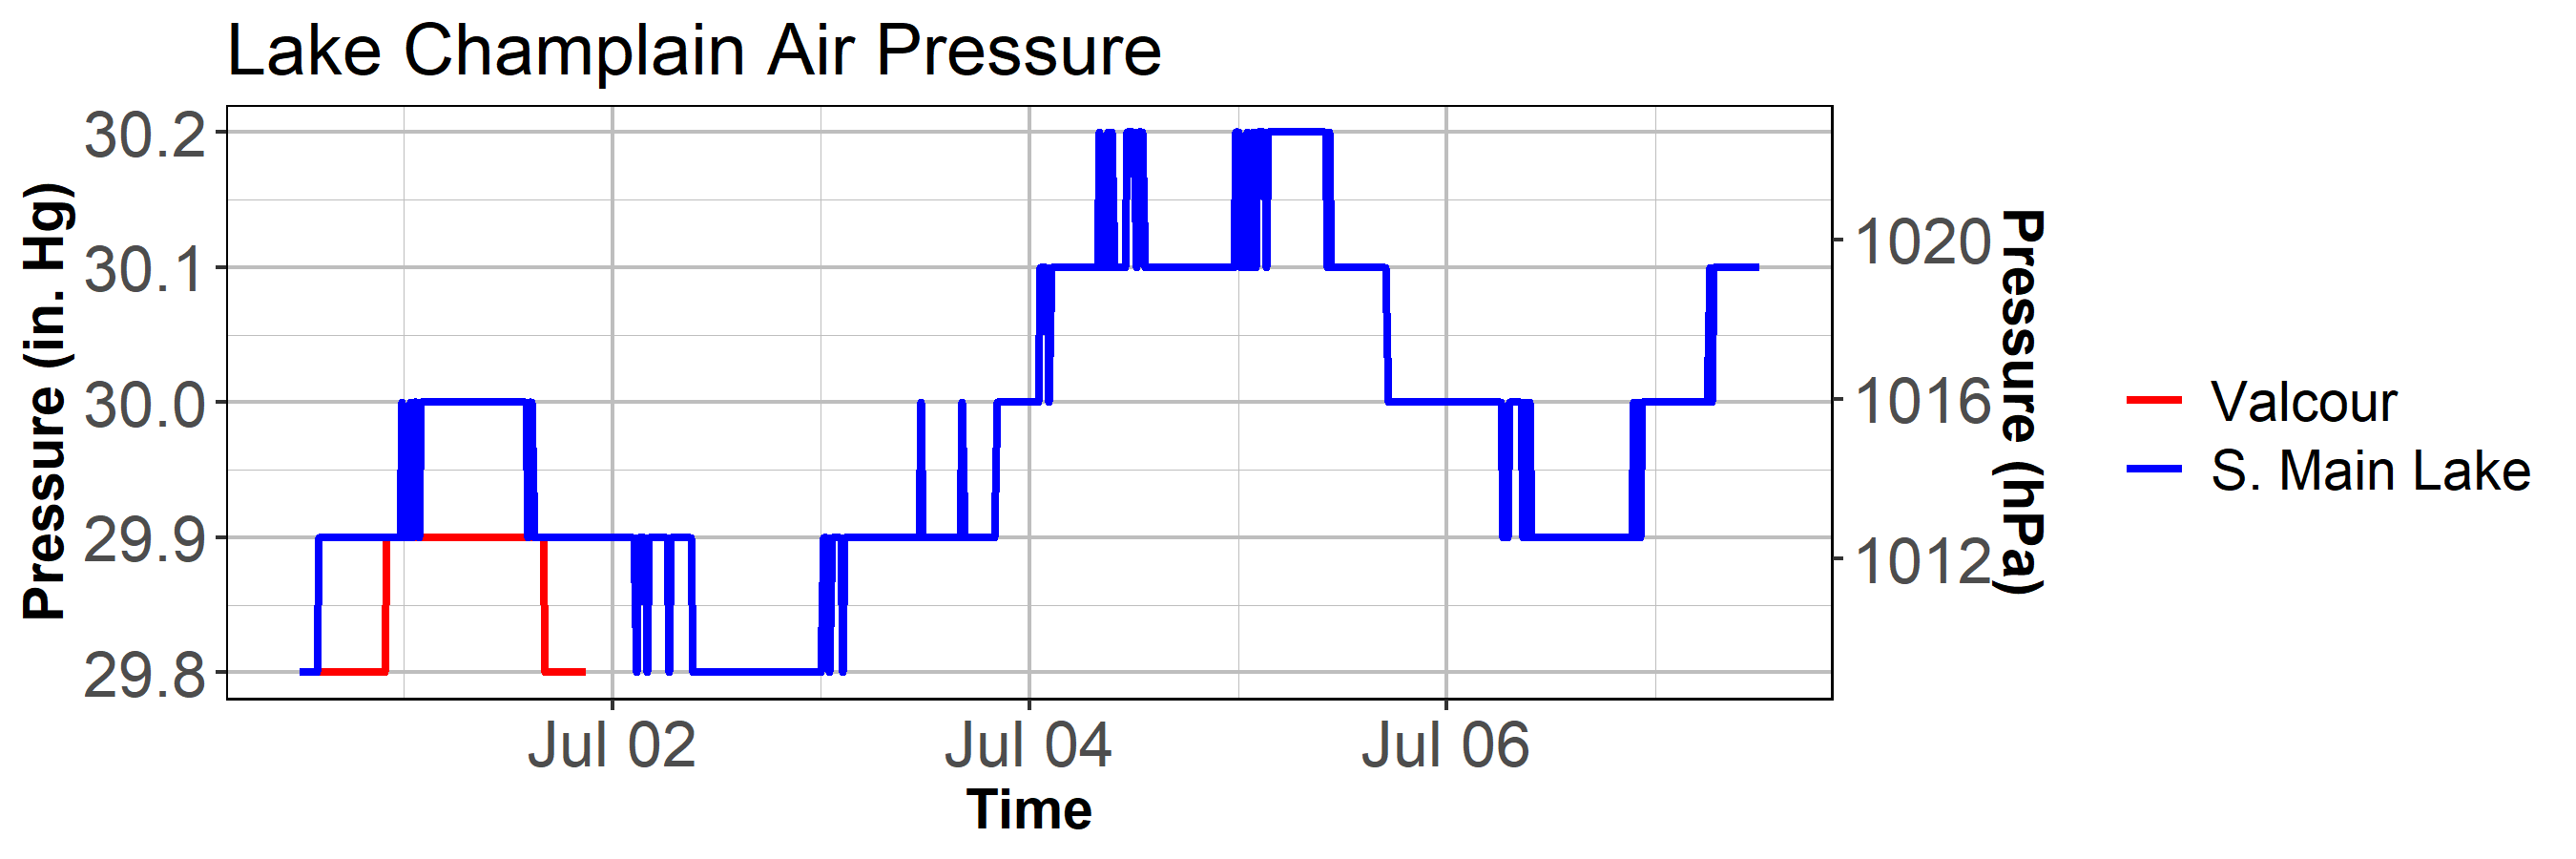 Lake Champlain Air Pressure
Pressure (in. Hg)
30.2
30.1
30.0
29.9
29.8
1020
1016
1012
Pressure (hPa)
Valcour
S. Main Lake
Jul 02
Jul 04
Jul 06
Time